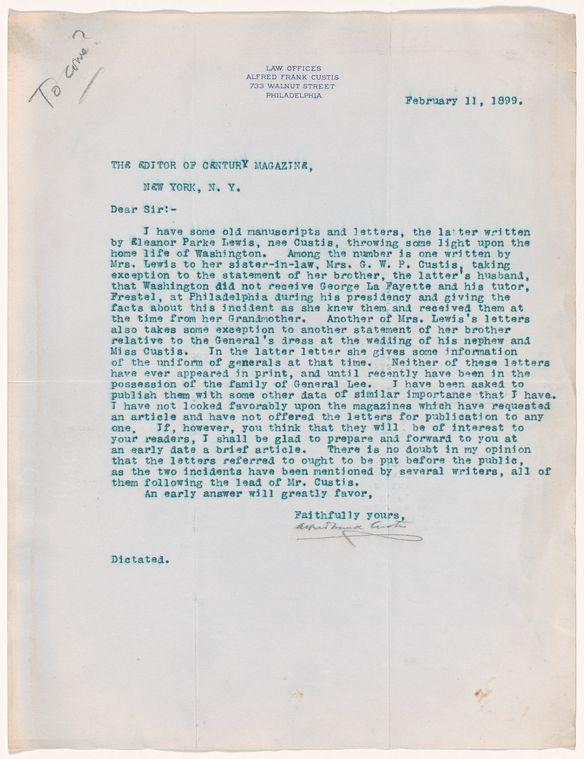 To come?
LAW OFFICES
ALFRED FRANK CUSTIS
733 WALNUT STREET
PHILADELPHIA
February 11, 1899.
THE EDITOR OF CENTURY MAGAZINE,
NEW YORK, N. Y.
Dear Sir:-
I have some old manuscripts and letters, the latter written
by Eleanor Parke Lewis, nee Custis, throwing some light upon the
home life of Washington. Among the number is one written by
Mrs. Lewis to her sister-in-law, Mrs. G. W. P. Custis, taking
exception to the statement of her brother, the latter's husband,
that Washington did not receive George La Fayette and his tutor,
Frestel, at Philadelphia during his presidency and giving the
facts about this incident as she knew them and received them at
the time from her Grandmother. Another of Mrs. Lewis's letters
also takes some exception to another statement of her brother
relative to the General's dress at the wedding of his nephew and
Miss Custis. In the latter letter she gives some information
of the uniform of generals at that time. Neither of these letters
have ever appeared in print, and until recently have been in the
possession of the family of General Lee. I have been asked to
publish them with some other data of similar importance that I have.
I have not looked favorably upon the magazines which have requested
an article and have not offered the letters for publication to any
one. If, however, you think that they will be of interest to
your readers, I shall be glad to prepare and forward to you at
an early date a brief article. There is no doubt in my opinion
that the letters referred to ought to be put before the public,
as the two incidents have been mentioned by several writers, all of
them following the lead of Mr. Custis.
An early answer will greatly favor,
Faithfully yours,
Alfred Frank Custis
Dictated.